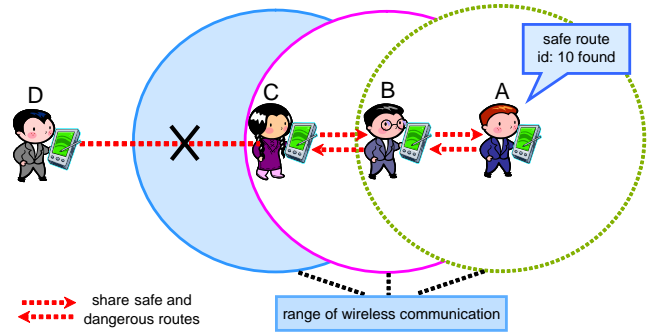 safe route
id: 10 found
D
C
B
A
share safe and
dangerous routes
range of wireless communication